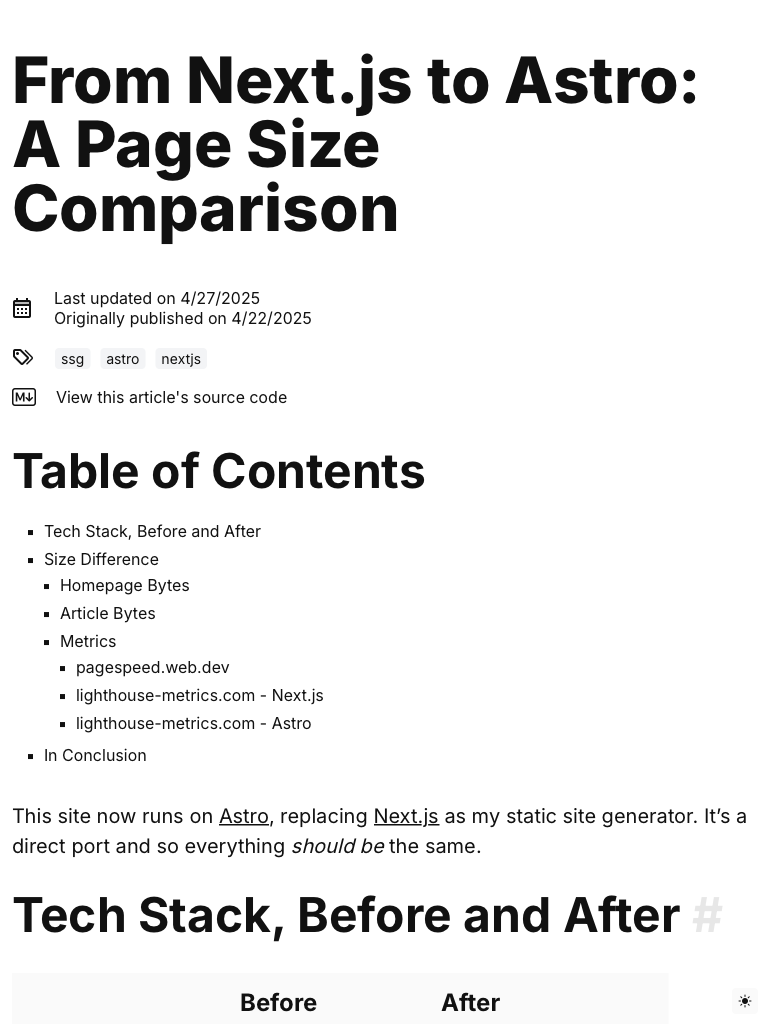 From Next.js to Astro:
A Page Size
Comparison
Last updated on 4/27/2025
Originally published on 4/22/2025
ssg astro nextjs
View this article's source code
Table of Contents
Tech Stack, Before and After
Size Difference
Homepage Bytes
Article Bytes
Metrics
pagespeed.web.dev
lighthouse-metrics.com - Next.js
lighthouse-metrics.com - Astro
In Conclusion
This site now runs on Astro, replacing Next.js as my static site generator. It’s a
direct port and so everything should be the same.
Tech Stack, Before and After #
Before After